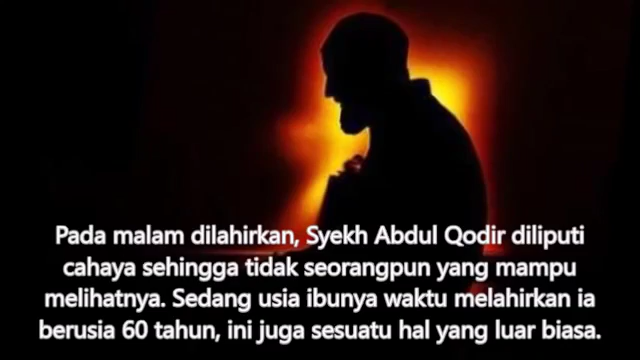 Pada malam dilahirkan, Syekh Abdul Qodir diliputi
cahaya sehingga tidak seorangpun yang mampu
melihatnya. Sedang usia ibunya waktu melahirkan ia
berusia 60 tahun, ini juga sesuatu hal yang luar biasa.